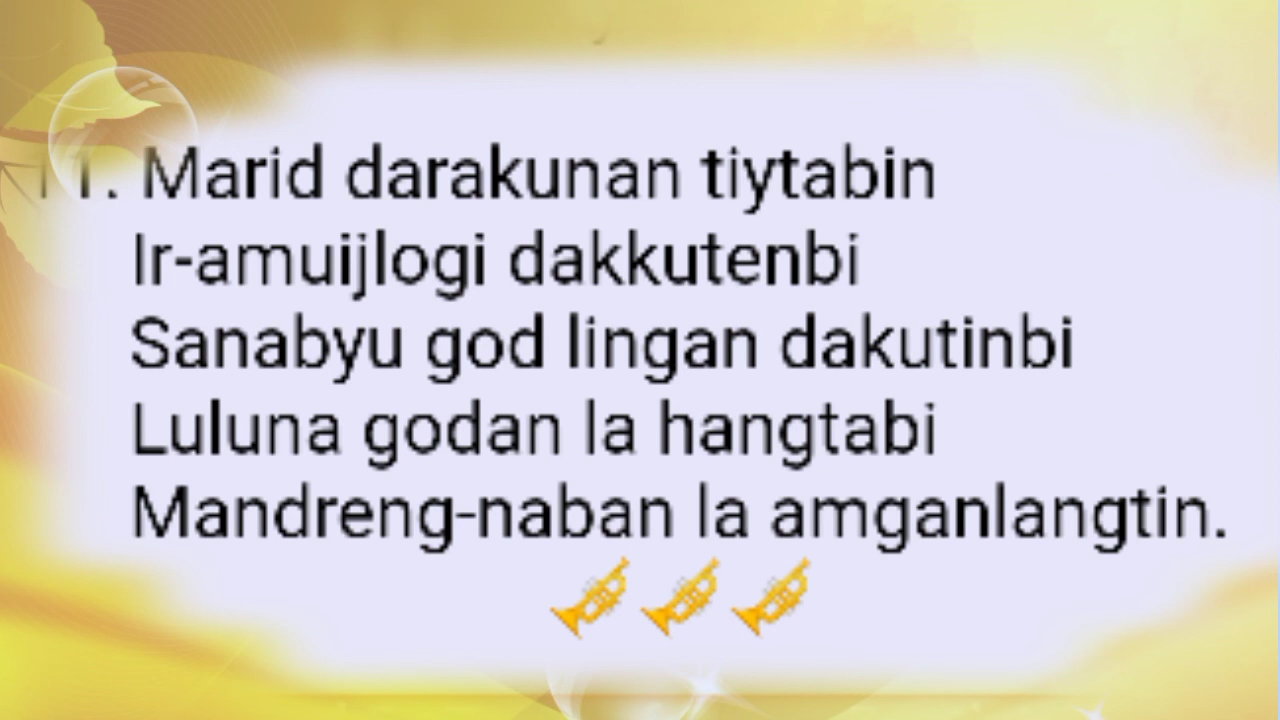 11. Marid darakunan tiytabin
Ir-amuijlogi dakkutenbi
Sanabyu god lingan dakutinbi
Luluna godan la hangtabi
Mandreng-naban la amganlangtin.